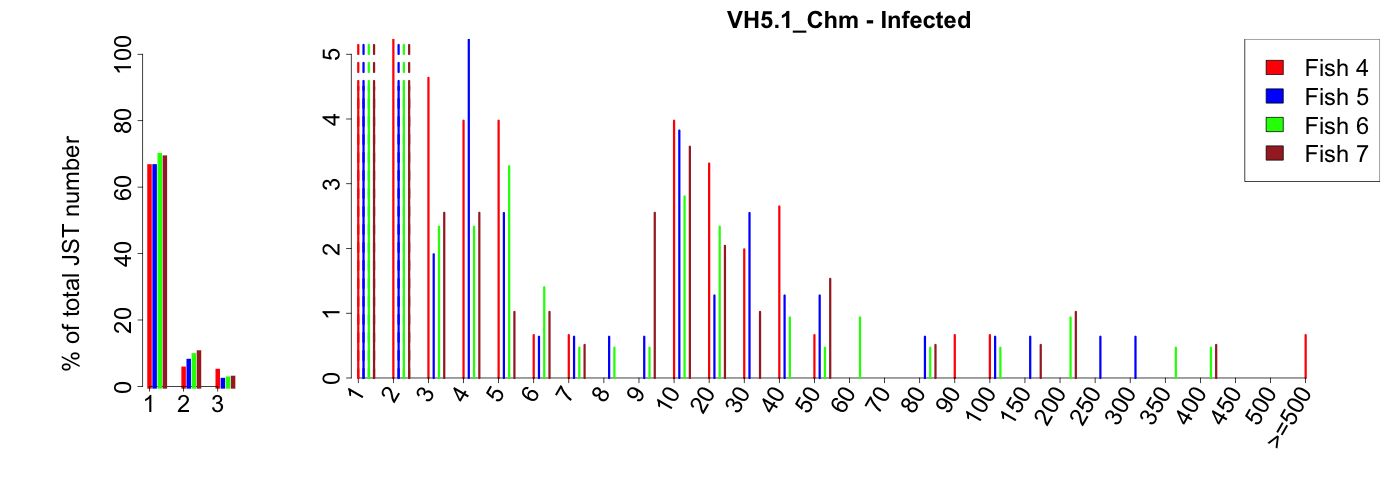 VH5.1_Chm - Infected
% of total JST number
0 20 40 60 80 100
1 2 3
0 1 2 3 4 5
1 2 3 4 5 6 7 8 9 10 20 30 40 50 60 70 80 90 100 150 200 250 300 350 400 450 500 >=500
Fish 4
Fish 5
Fish 6
Fish 7